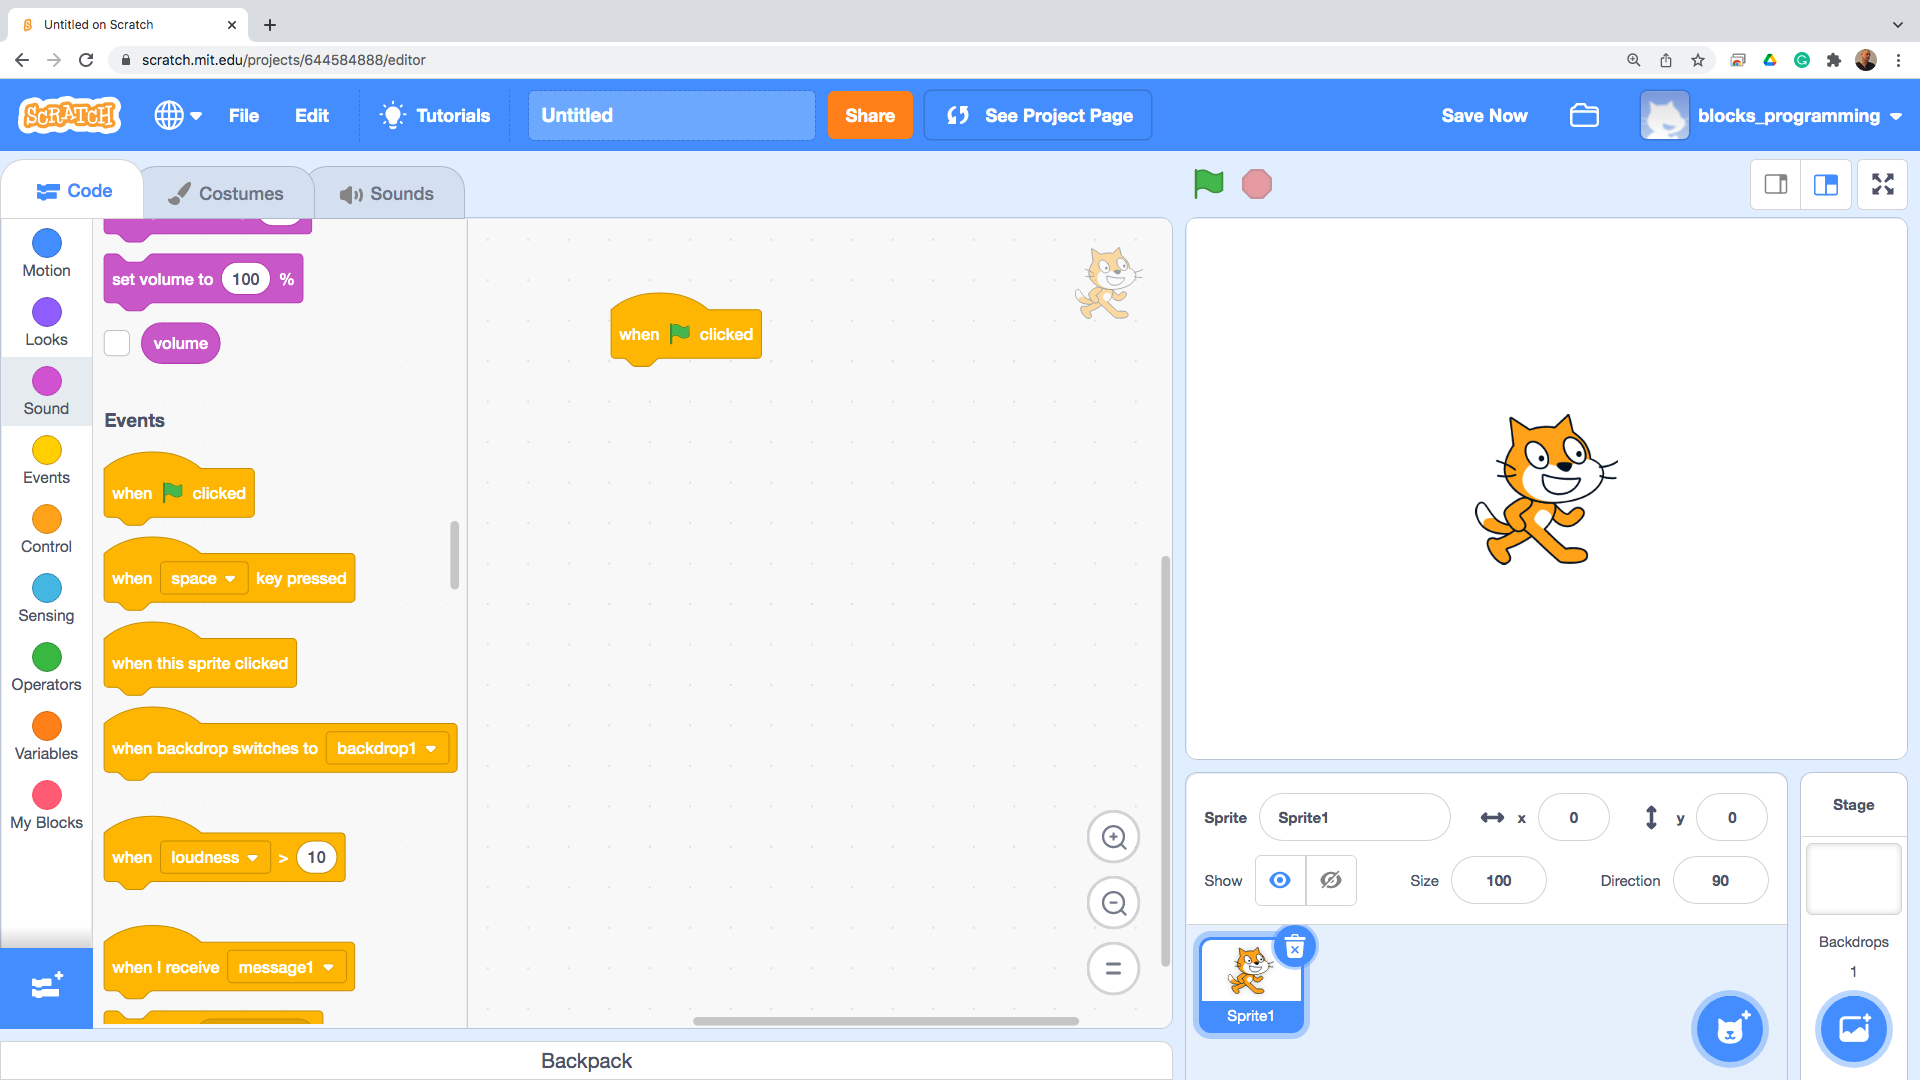 Untitled on Scratch
scratch.mit.edu/projects/644584888/editor
SCRATCH
File
Edit
Tutorials
Untitled
Share
See Project Page
Save Now
blocks_programming
Code
Costumes
Sounds
Motion
Looks
Sound
Events
Control
Sensing
Operators
Variables
My Blocks
set volume to 100 %
volume
Events
when clicked
when space key pressed
when this sprite clicked
when backdrop switches to backdrop1
when loudness > 10
when I receive message1
when clicked
Backpack
Sprite Sprite1 x 0 y 0
Show Size 100 Direction 90
Sprite1
Stage
Backdrops
1